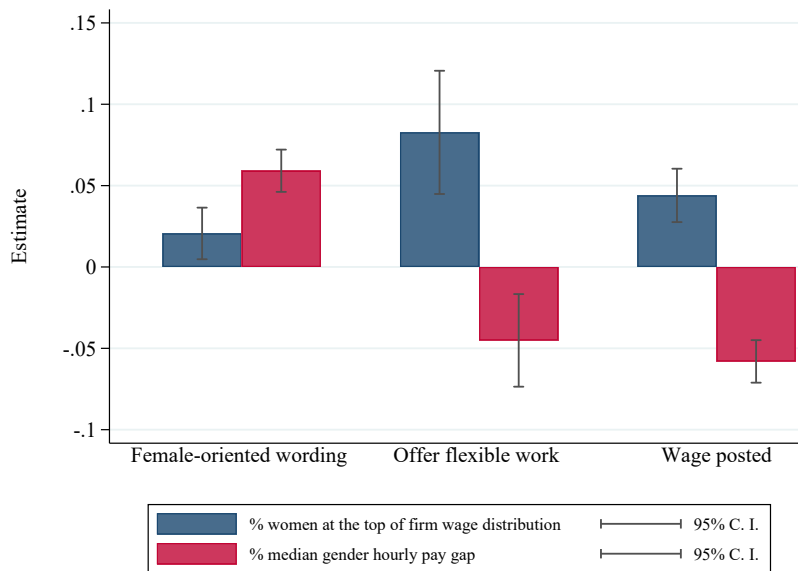 .15
.1
.05
0
-.05
-.1
Estimate
Female-oriented wording
Offer flexible work
Wage posted
% women at the top of firm wage distribution
95% C. I.
% median gender hourly pay gap
95% C. I.